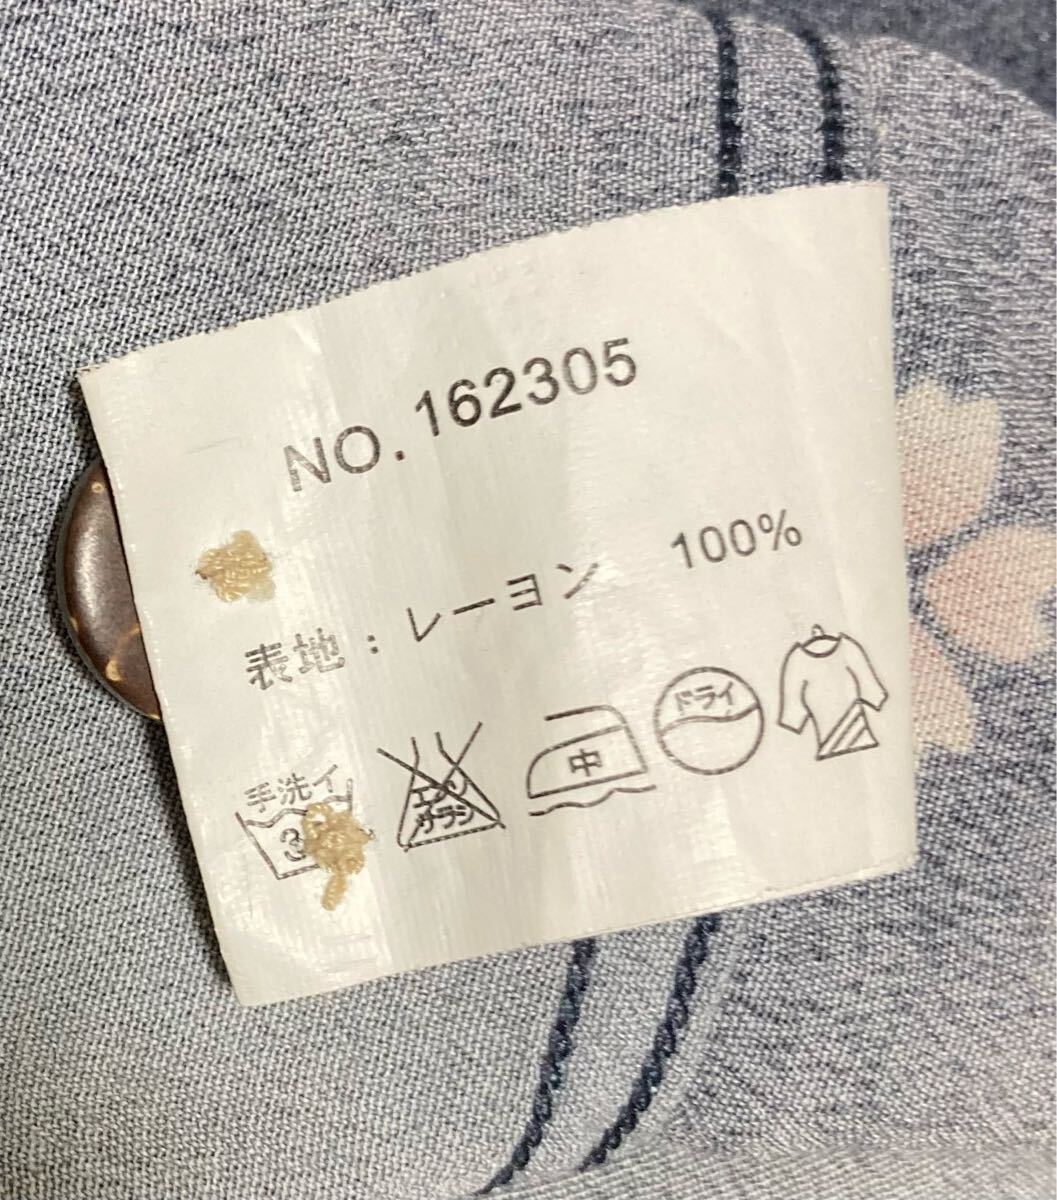 NO. 162305
表地：レーヨン 100%
手洗イ
3
エンソ
サラシ
中
ドライ